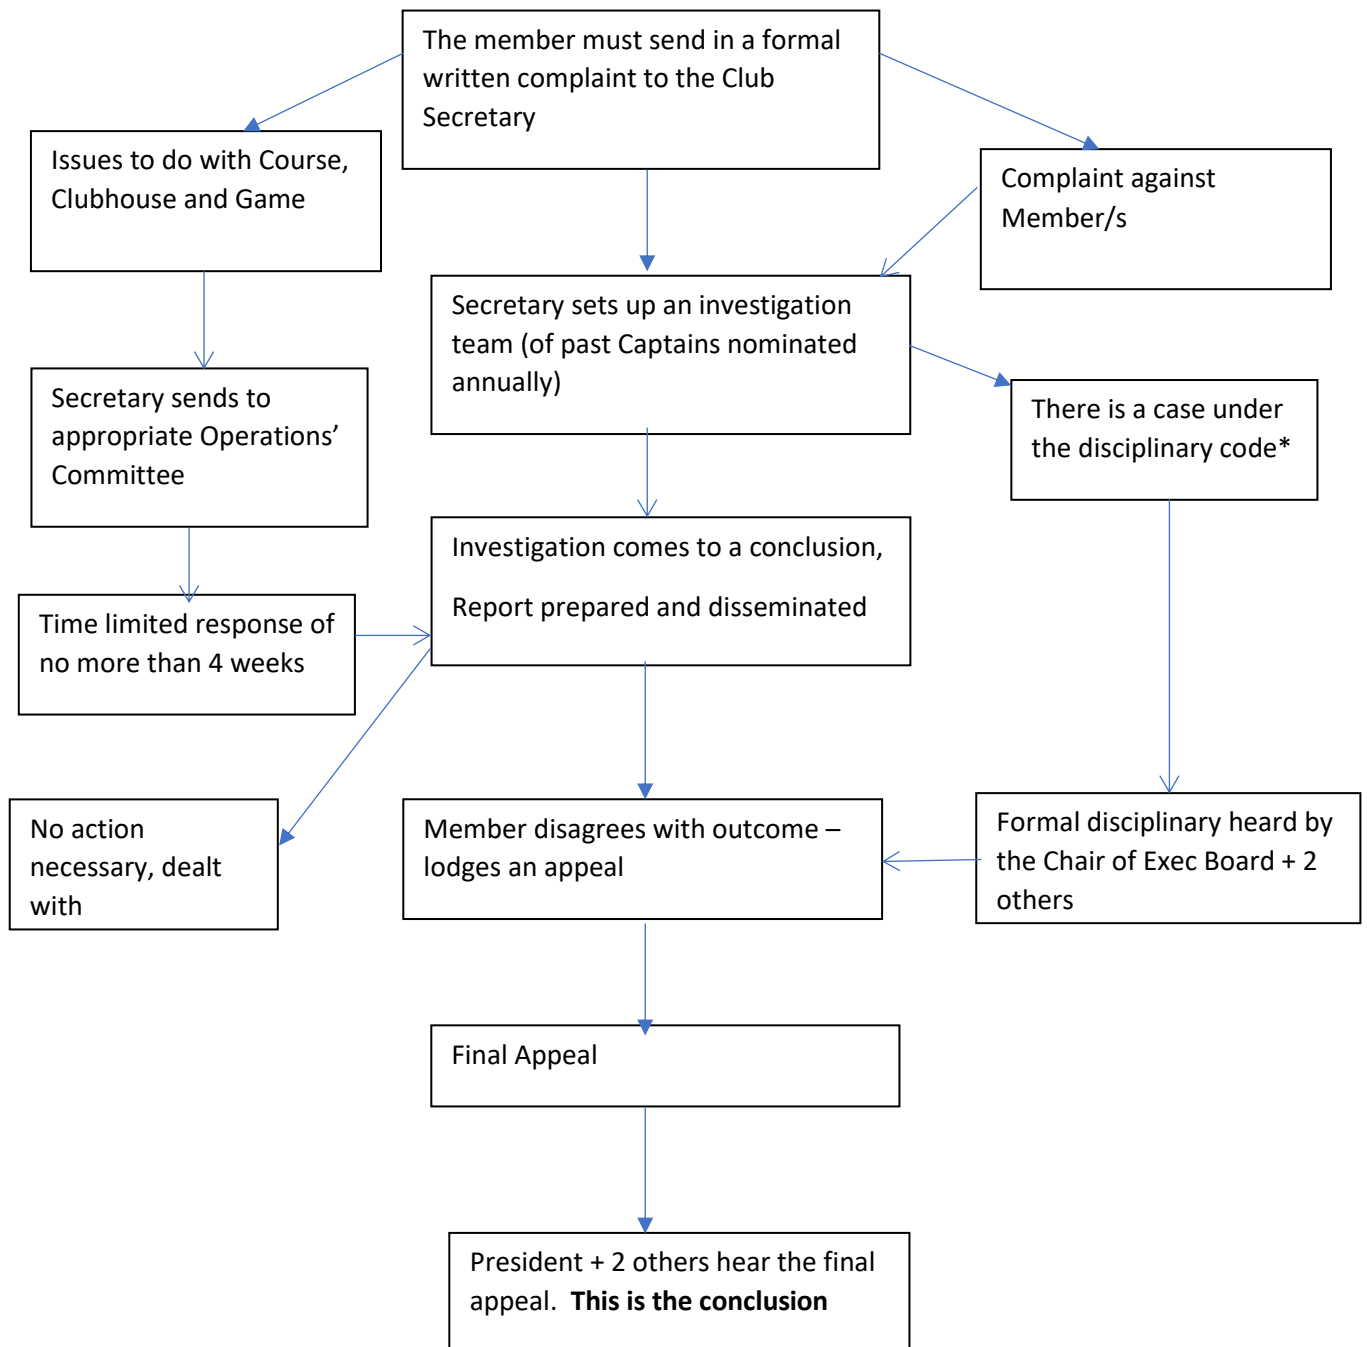 The member must send in a formal
written complaint to the Club
Secretary
Issues to do with Course,
Clubhouse and Game
Complaint against
Member/s
Secretary sets up an investigation
team (of past Captains nominated
annually)
Secretary sends to
appropriate Operations’
Committee
There is a case under
the disciplinary code*
Investigation comes to a conclusion,
Report prepared and disseminated
Time limited response of
no more than 4 weeks
No action
necessary, dealt
with
Member disagrees with outcome –
lodges an appeal
Formal disciplinary heard by
the Chair of Exec Board + 2
others
Final Appeal
President + 2 others hear the final
appeal.  This is the conclusion